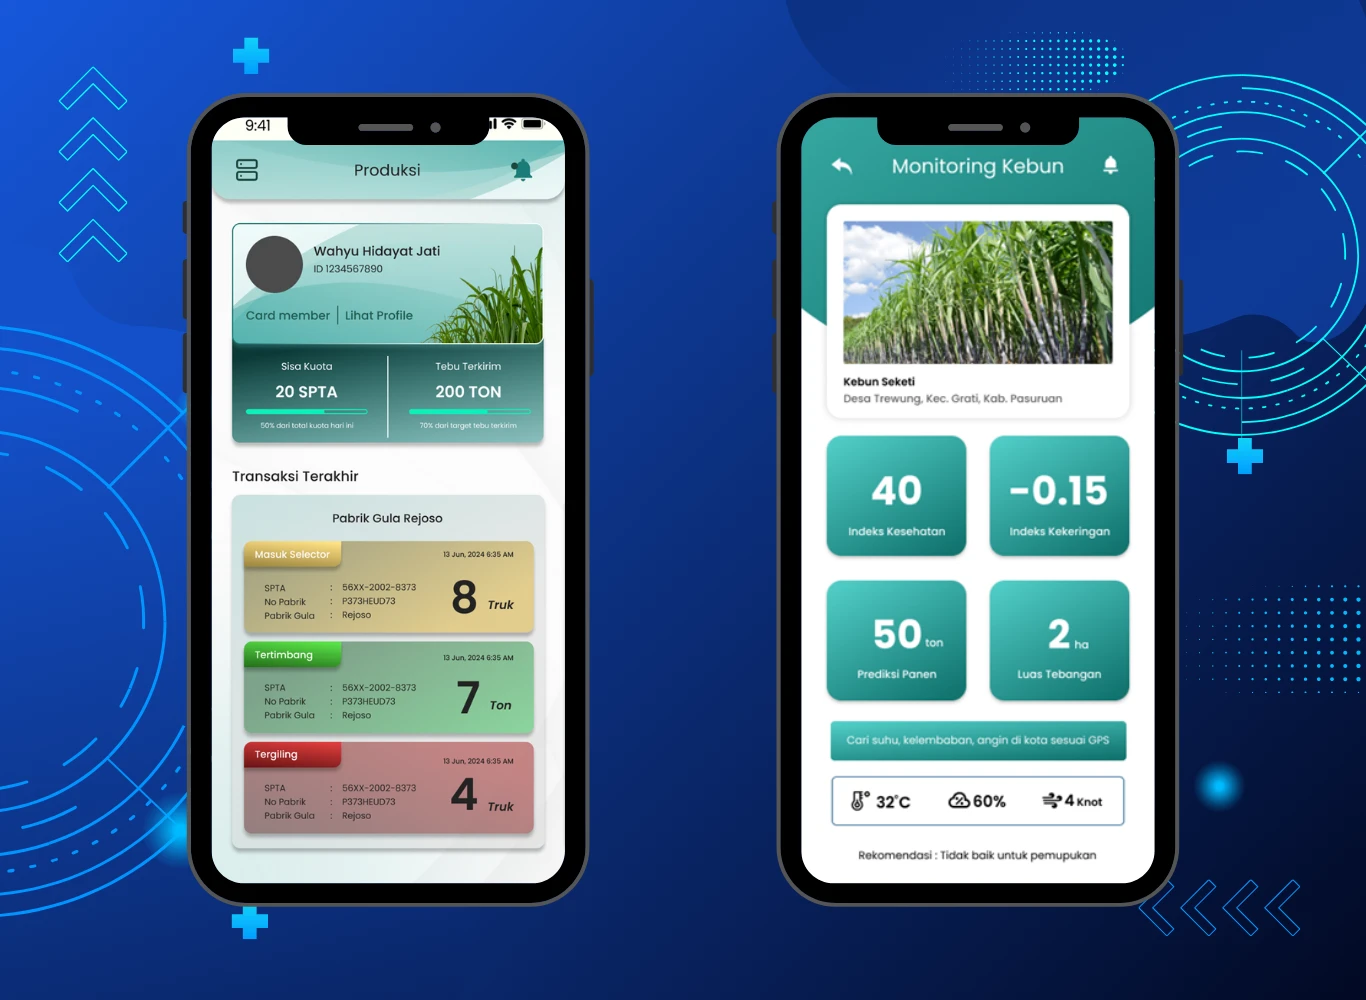 9:41
Produksi
Wahyu Hidayat Jati
ID 1234567890
Card member | Lihat Profile
Sisa Kuota
20 SPTA
50% dari total kuota hari ini
Tebu Terkirim
200 TON
70% dari target tebu terkirim
Transaksi Terakhir
Pabrik Gula Rejoso
Masuk Selector
13 Jun, 2024 6:35 AM
SPTA : 56XX-2002-8373
No Pabrik : P373HEUD73
Pabrik Gula : Rejoso
8 Truk
Tertimbang
13 Jun, 2024 6:35 AM
SPTA : 56XX-2002-8373
No Pabrik : P373HEUD73
Pabrik Gula : Rejoso
7 Ton
Tergiling
13 Jun, 2024 6:35 AM
SPTA : 56XX-2002-8373
No Pabrik : P373HEUD73
Pabrik Gula : Rejoso
4 Truk
Monitoring Kebun
Kebun Seketi
Desa Trewung, Kec. Grati, Kab. Pasuruan
40
Indeks Kesehatan
-0.15
Indeks Kekeringan
50 ton
Prediksi Panen
2 ha
Luas Tebangan
Cari suhu, kelembaban, angin di kota sesuai GPS
32°C
60%
4 Knot
Rekomendasi : Tidak baik untuk pemupukan